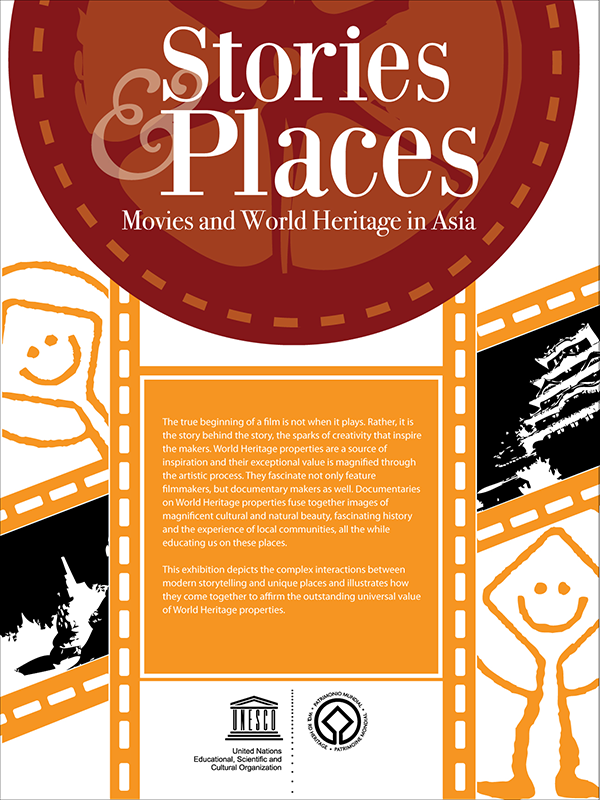 Stories
& Places
Movies and World Heritage in Asia
The true beginning of a film is not when it plays. Rather, it is
the story behind the story, the sparks of creativity that inspire
the makers. World Heritage properties are a source of
inspiration and their exceptional value is magnified through
the artistic process. They fascinate not only feature
filmmakers, but documentary makers as well. Documentaries
on World Heritage properties fuse together images of
magnificent cultural and natural beauty, fascinating history
and the experience of local communities, all the while
educating us on these places.
This exhibition depicts the complex interactions between
modern storytelling and unique places and illustrates how
they come together to affirm the outstanding universal value
of World Heritage properties.
UNESCO
United Nations
Educational, Scientific and
Cultural Organization
WORLD HERITAGE • PATRIMONIO MUNDIAL • PATRIMOINE MONDIAL •